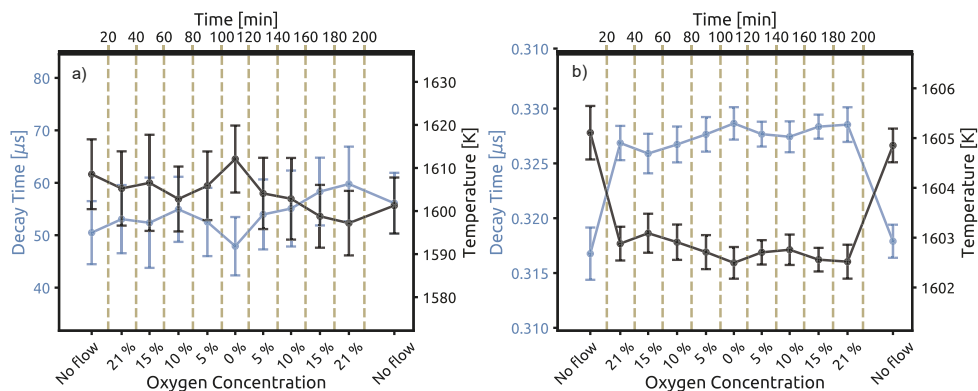 Time [min] Time [min]
20 40 60 80 100 120 140 160 180 200 20 40 60 80 100 120 140 160 180 200
a) b)
80
70
60
50
40
Decay Time [µs]
1630
1620
1610
1600
1590
1580
Temperature [K]
0.310
0.330
0.325
0.320
0.315
0.310
Decay Time [µs]
1606
1605
1604
1603
1602
Temperature [K]
No flow 21 % 15 % 10 % 5 % 0 % 5 % 10 % 15 % 21 % No flow No flow 21 % 15 % 10 % 5 % 0 % 5 % 10 % 15 % 21 % No flow
Oxygen Concentration Oxygen Concentration